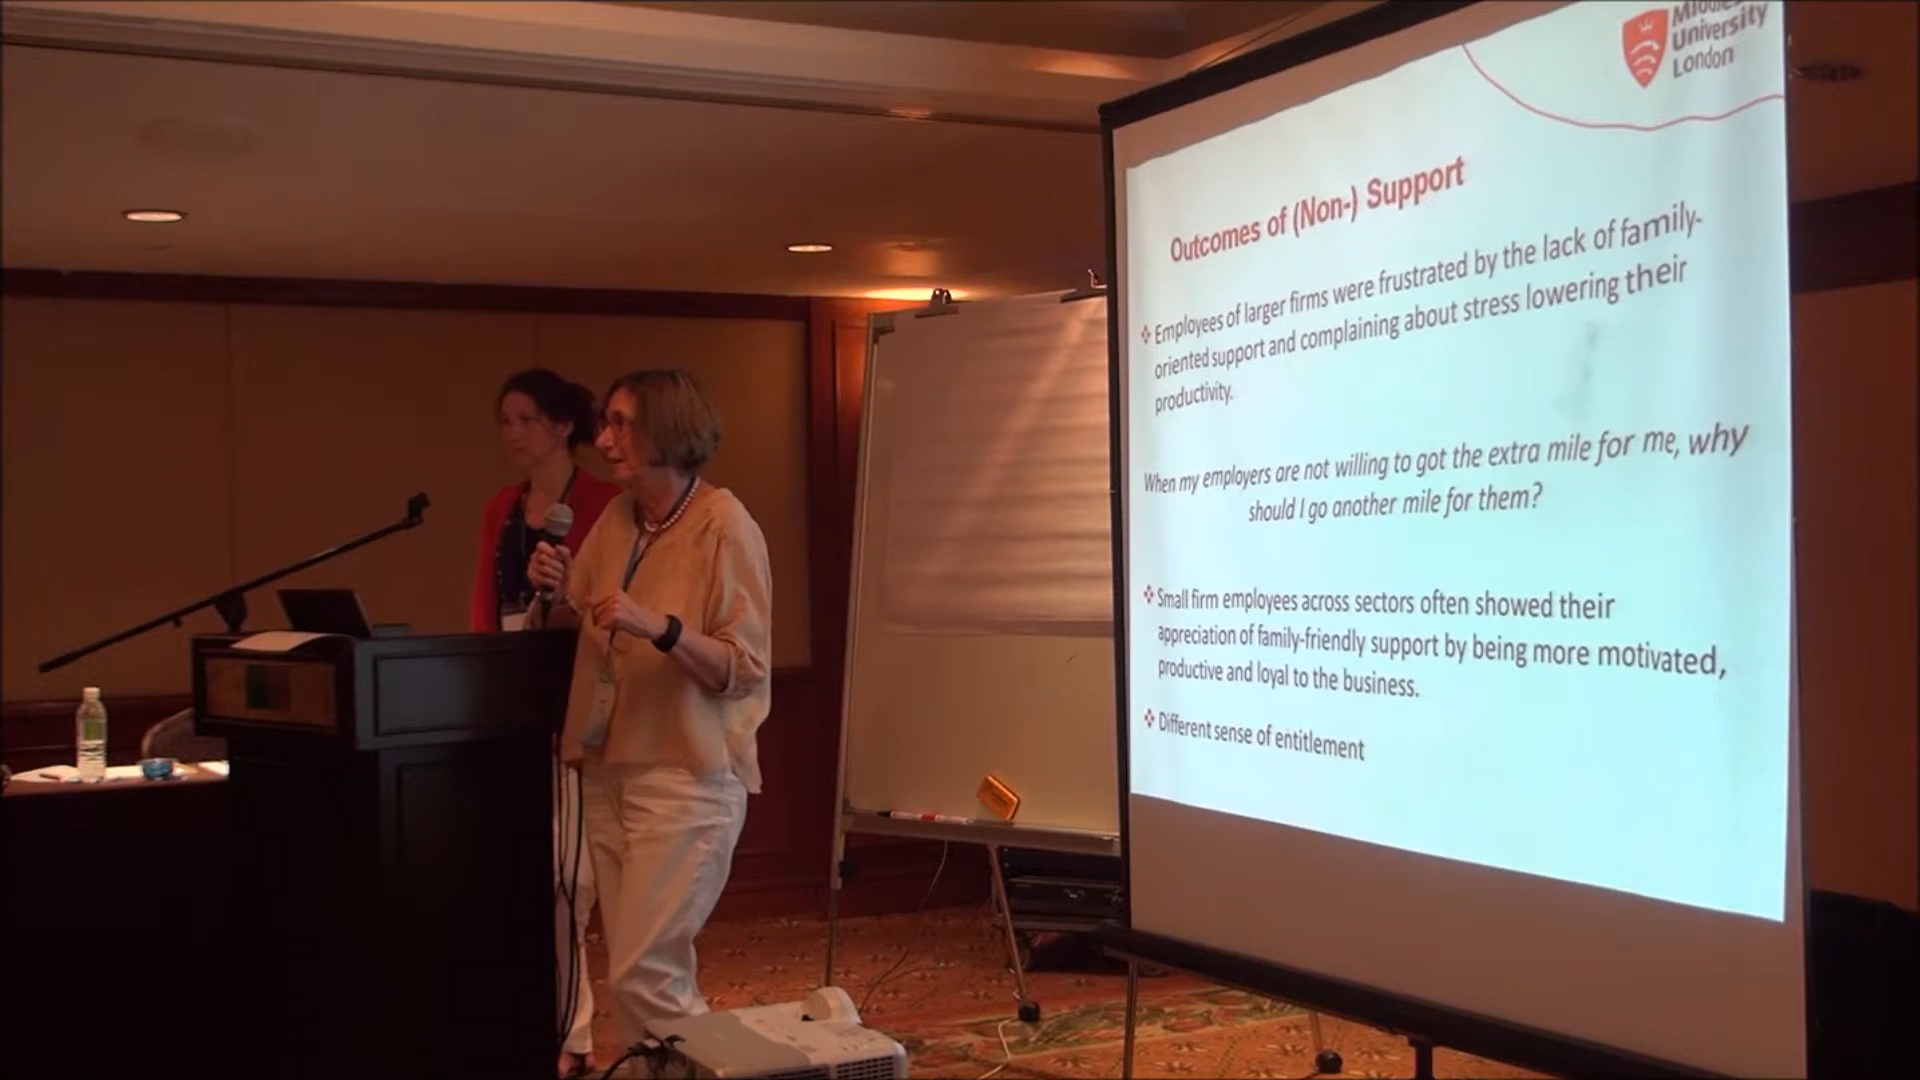 University
London
Outcomes of (Non-) Support
Employees of larger firms were frustrated by the lack of family-
oriented support and complaining about stress lowering their
productivity.
When my employers are not willing to got the extra mile for me, why
should I go another mile for them?
Small firm employees across sectors often showed their
appreciation of family-friendly support by being more motivated,
productive and loyal to the business.
Different sense of entitlement